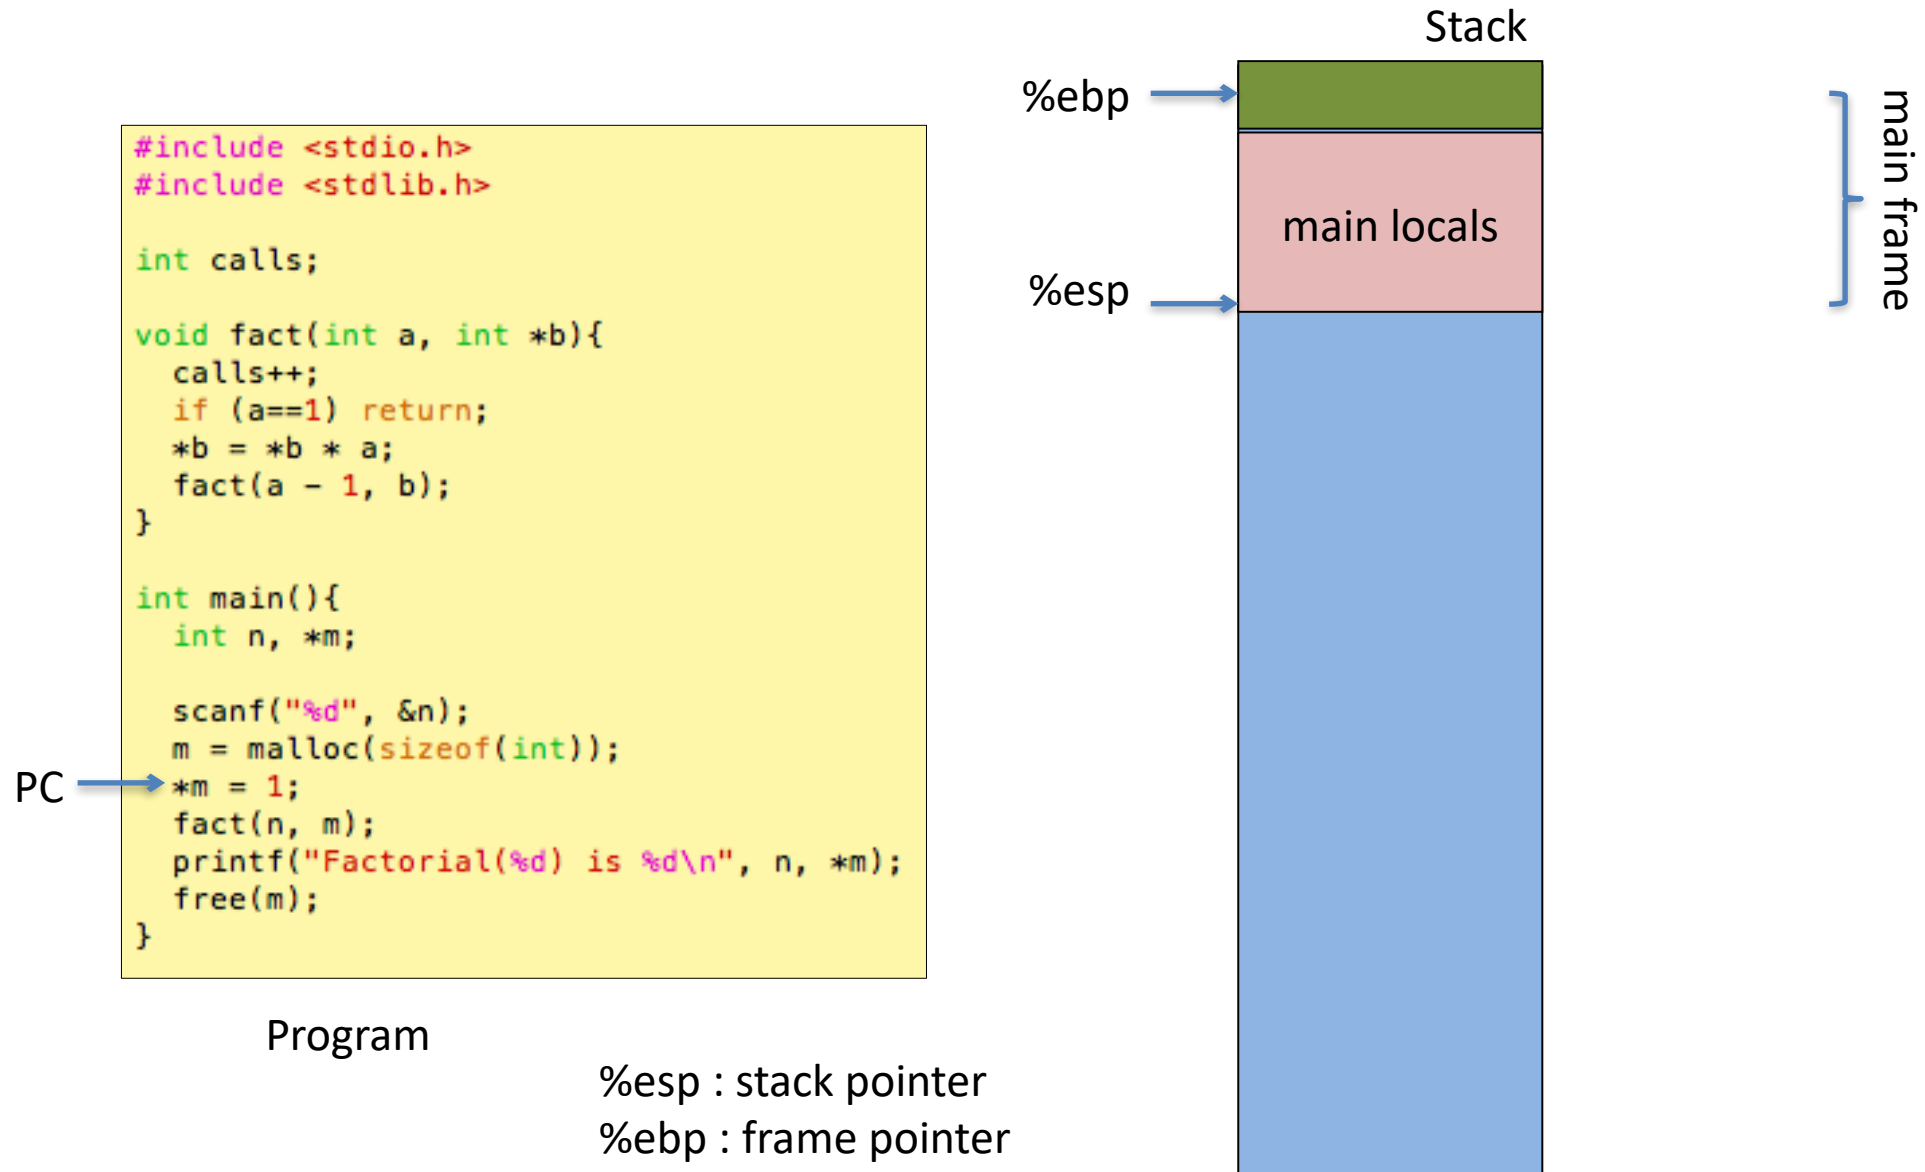 Stack
%ebp
#include <stdio.h>
#include <stdlib.h>
int calls;
void fact(int a, int *b){
  calls++;
  if (a==1) return;
  *b = *b * a;
  fact(a - 1, b);
}
int main(){
  int n, *m;
  scanf("%d", &n);
  m = malloc(sizeof(int));
  *m = 1;
  fact(n, m);
  printf("Factorial(%d) is %d\n", n, *m);
  free(m);
}
PC
Program
main locals
%esp
main frame
%esp : stack pointer
%ebp : frame pointer